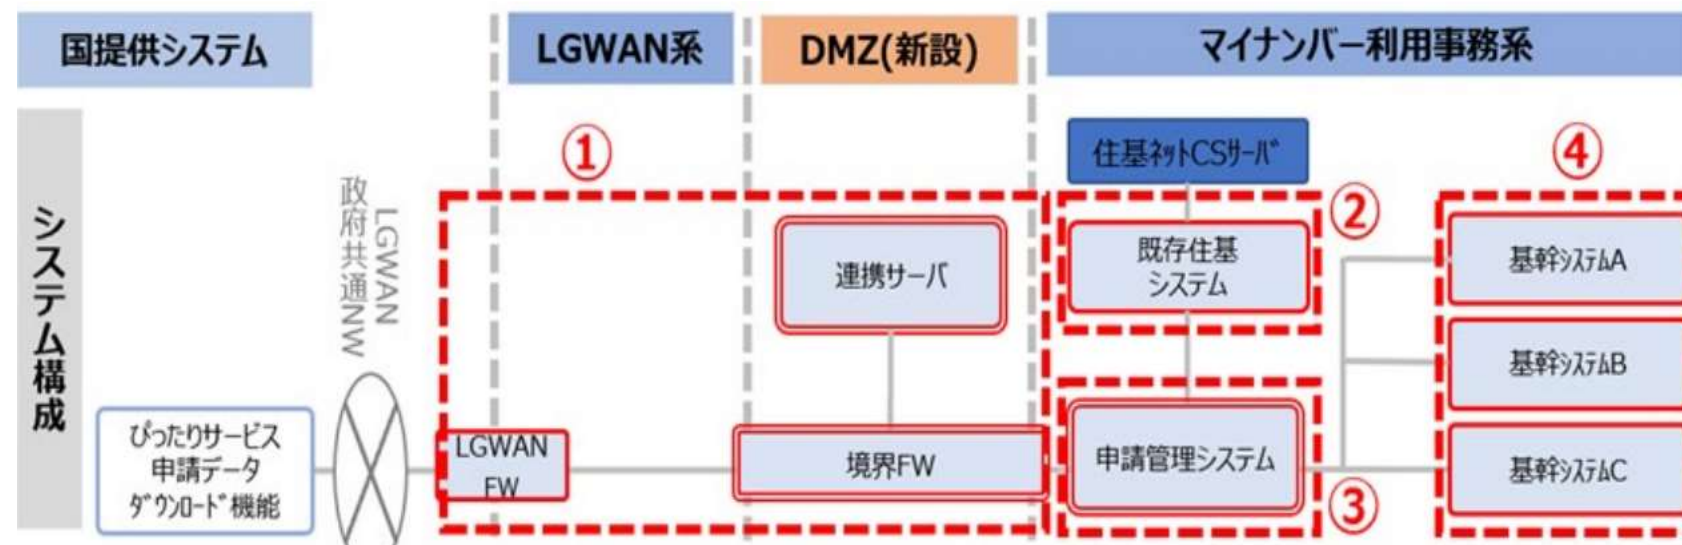 国提供システム
LGWAN系
DMZ(新設)
マイナンバー利用事務系
システム構成
政府共通NW
LGWAN
ぴったりサービス
申請データ
ダウンロード機能
①
LGWAN
FW
連携サーバ
境界FW
住基ネットCSサーバ
②
既存住基
システム
申請管理システム
③
④
基幹システムA
基幹システムB
基幹システムC